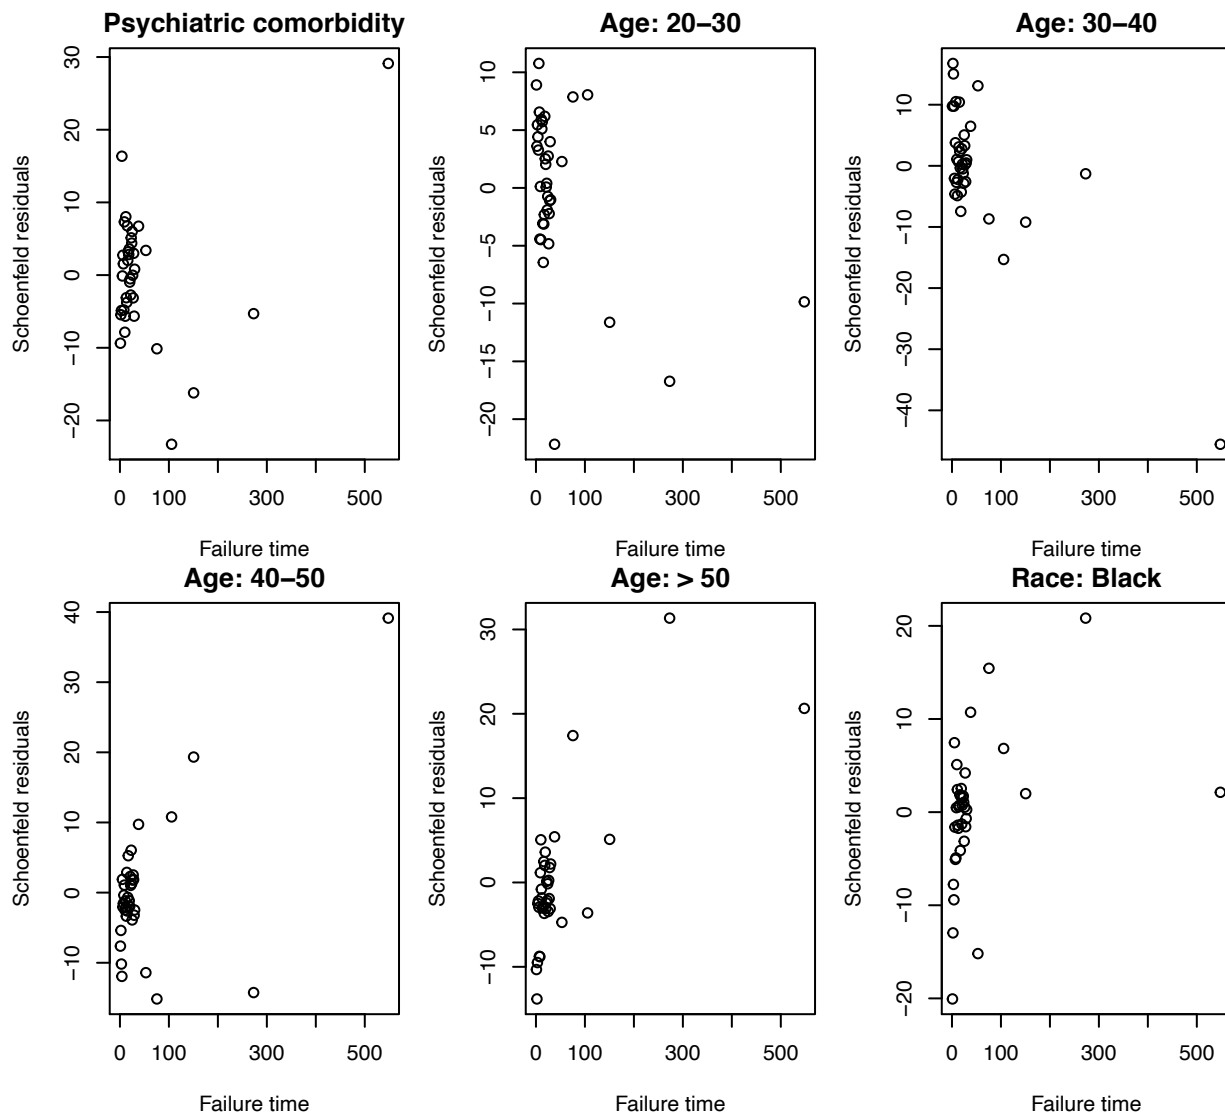 Psychiatric comorbidity
Schoenfeld residuals
30
20
10
0
−10
−20
0 100 300 500
Failure time
Age: 20−30
Schoenfeld residuals
10
5
0
−5
−10
−15
−20
0 100 300 500
Failure time
Age: 30−40
Schoenfeld residuals
10
0
−10
−20
−30
−40
0 100 300 500
Failure time
Age: 40−50
Schoenfeld residuals
40
30
20
10
0
−10
0 100 300 500
Failure time
Age: > 50
Schoenfeld residuals
30
20
10
0
−10
0 100 300 500
Failure time
Race: Black
Schoenfeld residuals
20
10
0
−10
−20
0 100 300 500
Failure time